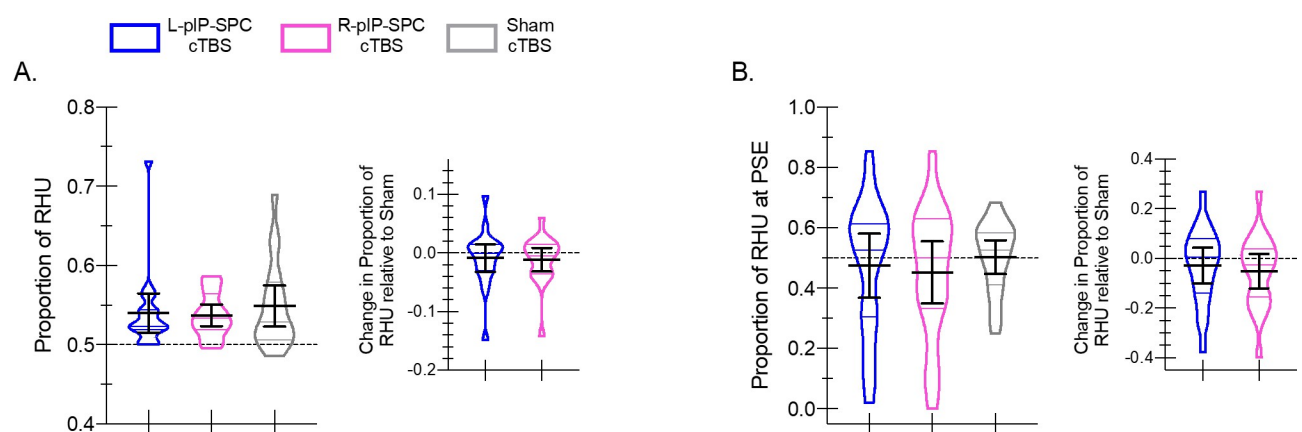 L-pIP-SPC
cTBS
R-pIP-SPC
cTBS
Sham
cTBS
A.
Proportion of RHU
0.8
0.7
0.6
0.5
0.4
Change in Proportion of
RHU relative to Sham
0.1
0.0
-0.1
-0.2
B.
Proportion of RHU at PSE
1.0
0.8
0.6
0.4
0.2
0.0
Change in Proportion of
RHU relative to Sham
0.4
0.2
0.0
-0.2
-0.4